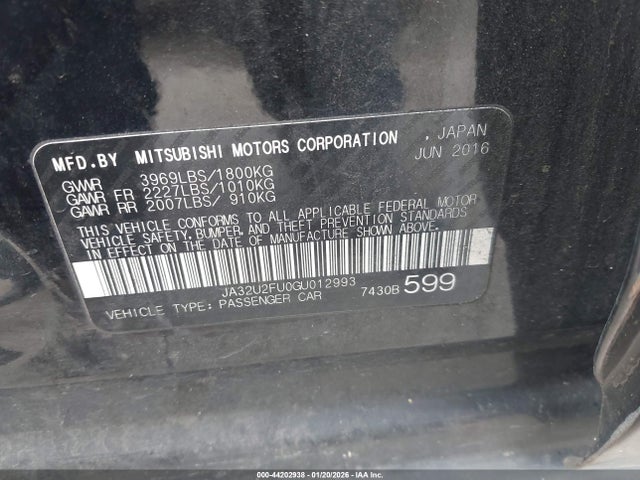 MFD.BY MITSUBISHI MOTORS CORPORATION , JAPAN
JUN 2016
GVWR 3969LBS/1800KG
GAWR FR 2227LBS/1010KG
GAWR RR 2007LBS/ 910KG
THIS VEHICLE CONFORMS TO ALL APPLICABLE FEDERAL MOTOR
VEHICLE SAFETY, BUMPER, AND THEFT PREVENTION STANDARDS
IN EFFECT ON THE DATE OF MANUFACTURE SHOWN ABOVE.
JA32U2FU0GU012993
VEHICLE TYPE: PASSENGER CAR 7430B 599
000-44202938 - 01/20/2026 - IAA Inc.